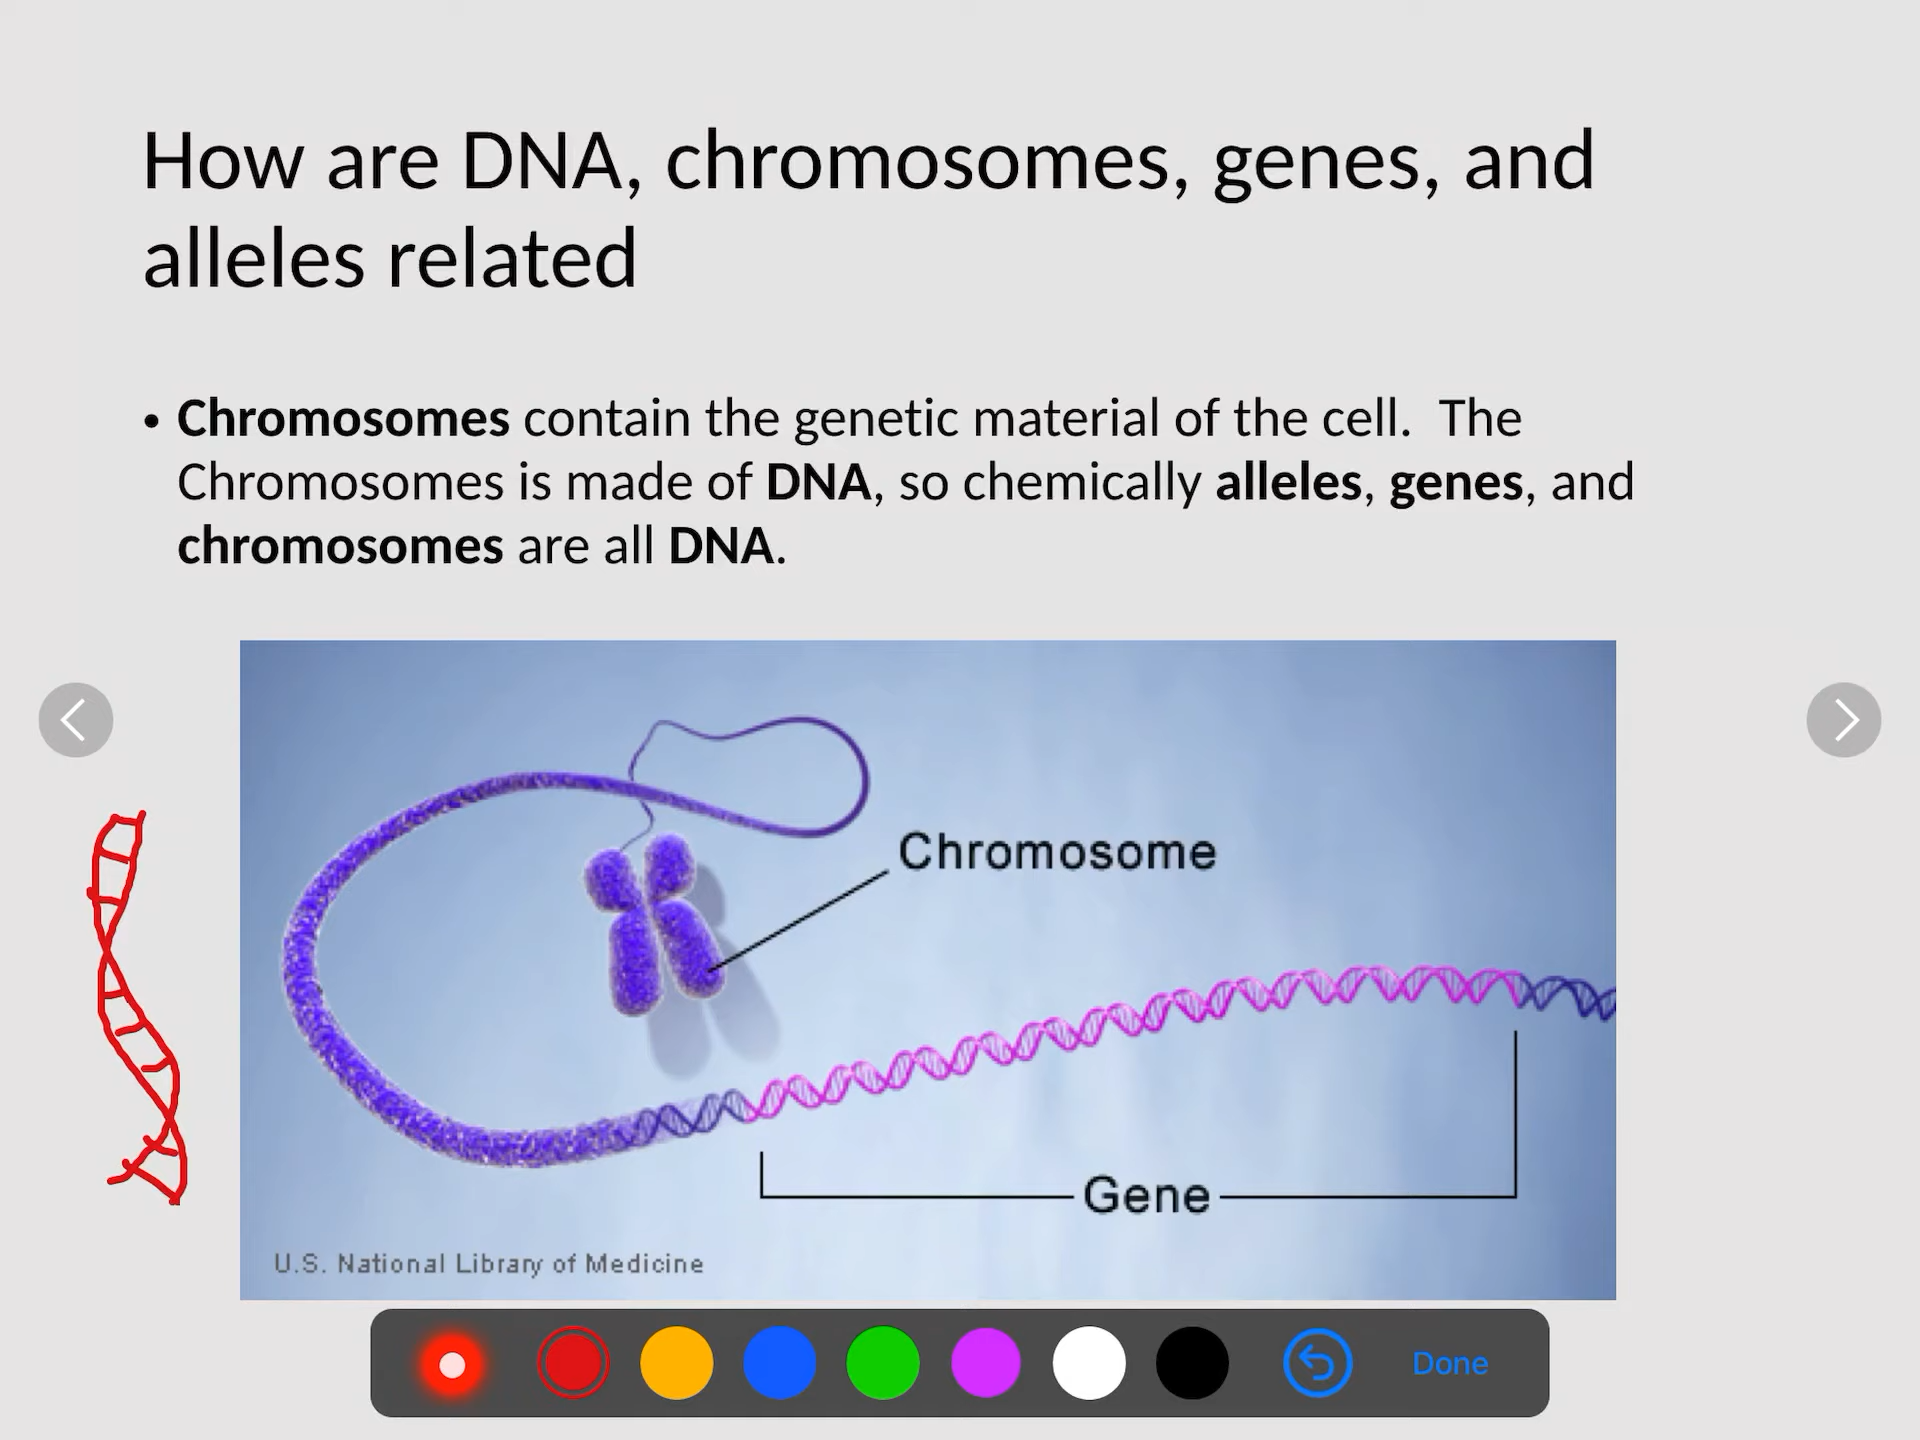 How are DNA, chromosomes, genes, and
alleles related
• Chromosomes contain the genetic material of the cell.  The
Chromosomes is made of DNA, so chemically alleles, genes, and
chromosomes are all DNA.
Chromosome
Gene
U.S. National Library of Medicine
Done